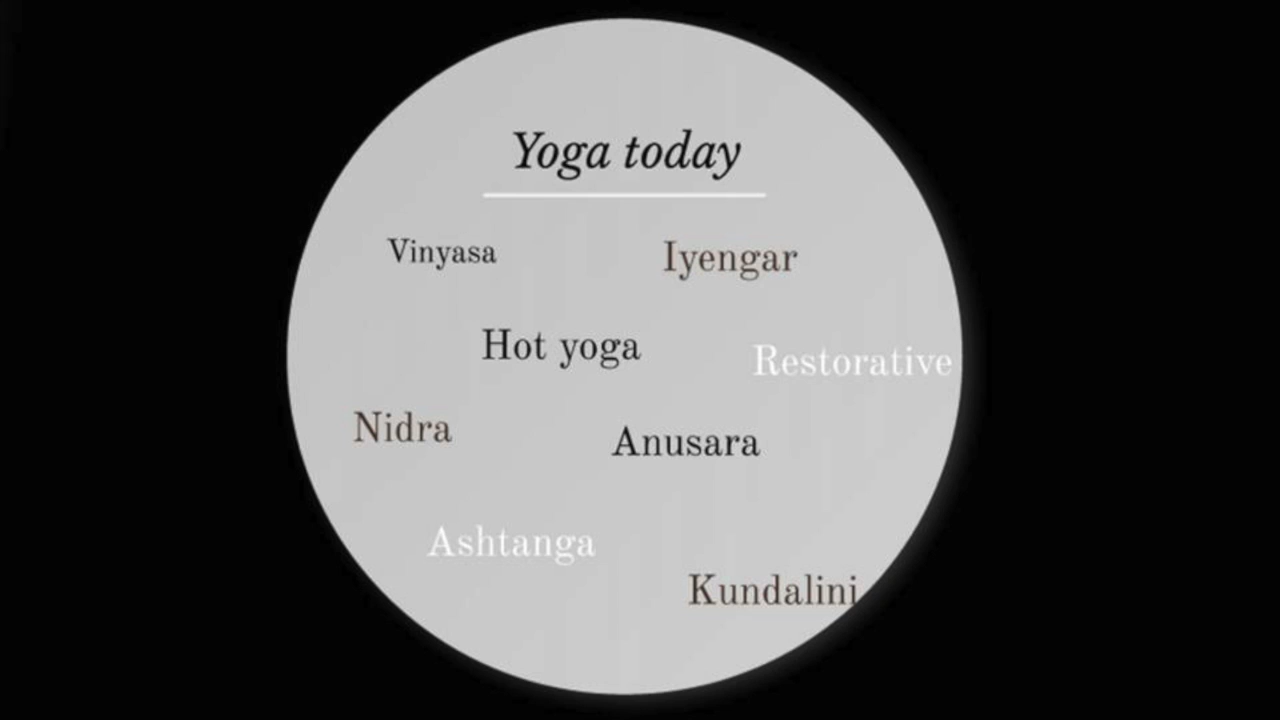 Yoga today
Vinyasa
Iyengar
Hot yoga
Restorative
Nidra
Anusara
Ashtanga
Kundalini